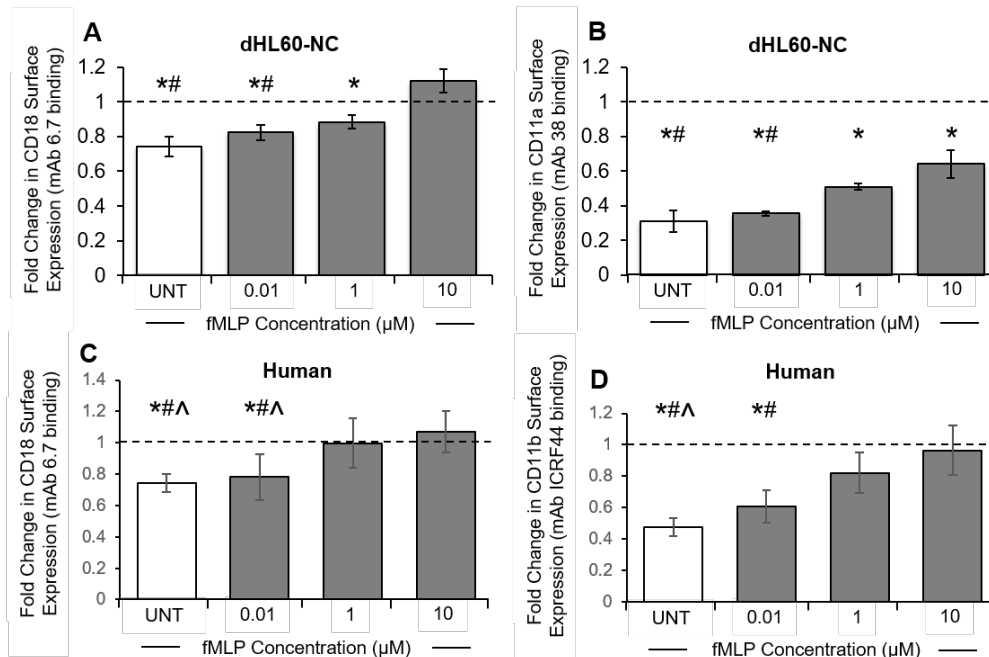 A
dHL60-NC
Fold Change in CD18 Surface
Expression (mAb 6.7 binding)
1.2
1
0.8
0.6
0.4
0.2
0
*#
*#
*
UNT
0.01
1
10
fMLP Concentration (µM)
B
dHL60-NC
Fold Change in CD11a Surface
Expression (mAb 38 binding)
1.2
1
0.8
0.6
0.4
0.2
0
*#
*#
*
*
UNT
0.01
1
10
fMLP Concentration (µM)
C
Human
Fold Change in CD18 Surface
Expression (mAb 6.7 binding)
1.4
1.2
1
0.8
0.6
0.4
0.2
0
*#^
*#^
UNT
0.01
1
10
fMLP Concentration (µM)
D
Human
Fold Change in CD11b Surface
Expression (mAb ICRF44 binding)
1.2
1
0.8
0.6
0.4
0.2
0
*#^
*#
UNT
0.01
1
10
fMLP Concentration (µM)